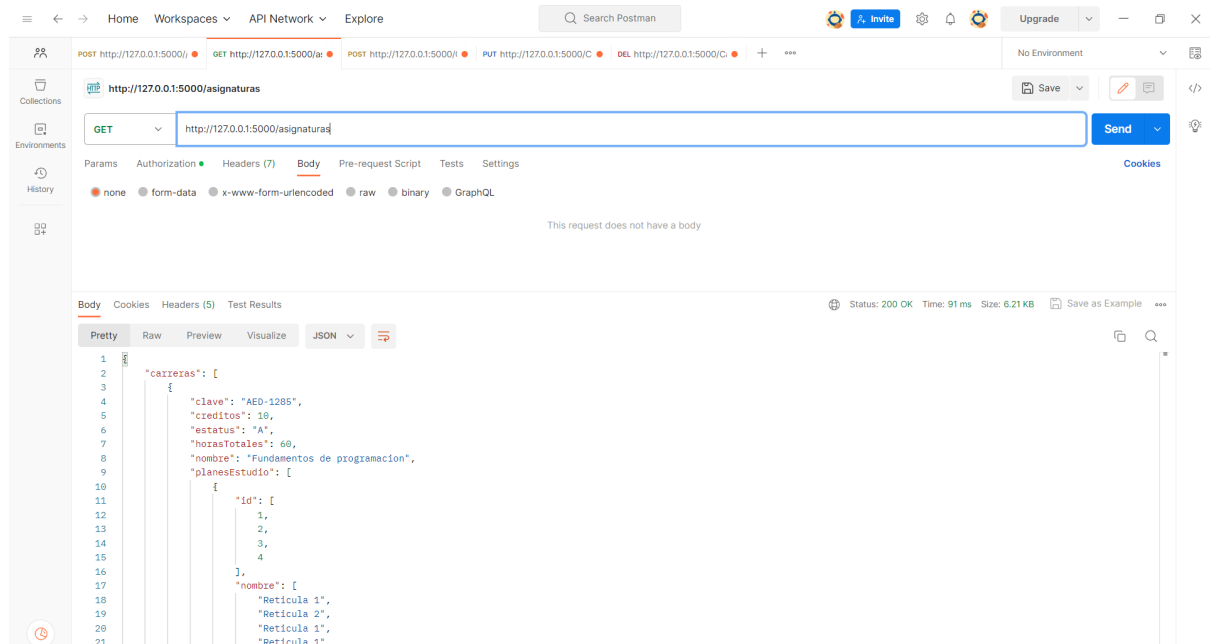 Home Workspaces API Network Explore Search Postman Invite Upgrade
POST http://127.0.0.1:5000/ GET http://127.0.0.1:5000/as POST http://127.0.0.1:5000/ PUT http://127.0.0.1:5000/C DEL http://127.0.0.1:5000/C No Environment
HTTP http://127.0.0.1:5000/asignaturas Save
GET http://127.0.0.1:5000/asignaturas Send
Params Authorization Headers (7) Body Pre-request Script Tests Settings Cookies
none form-data x-www-form-urlencoded raw binary GraphQL
This request does not have a body
Collections
Environments
History
Body Cookies Headers (5) Test Results Status: 200 OK Time: 91 ms Size: 6.21 KB Save as Example
Pretty Raw Preview Visualize JSON
1 {
2 "carreras": [
3 {
4 "clave": "AED-1285",
5 "creditos": 10,
6 "estatus": "A",
7 "horasTotales": 60,
8 "nombre": "Fundamentos de programacion",
9 "planesEstudio": [
10 {
11 "id": [
12 1,
13 2,
14 3,
15 4
16 ],
17 "nombre": [
18 "Reticula 1",
19 "Reticula 2",
20 "Reticula 1",
21 "Reticula 1"